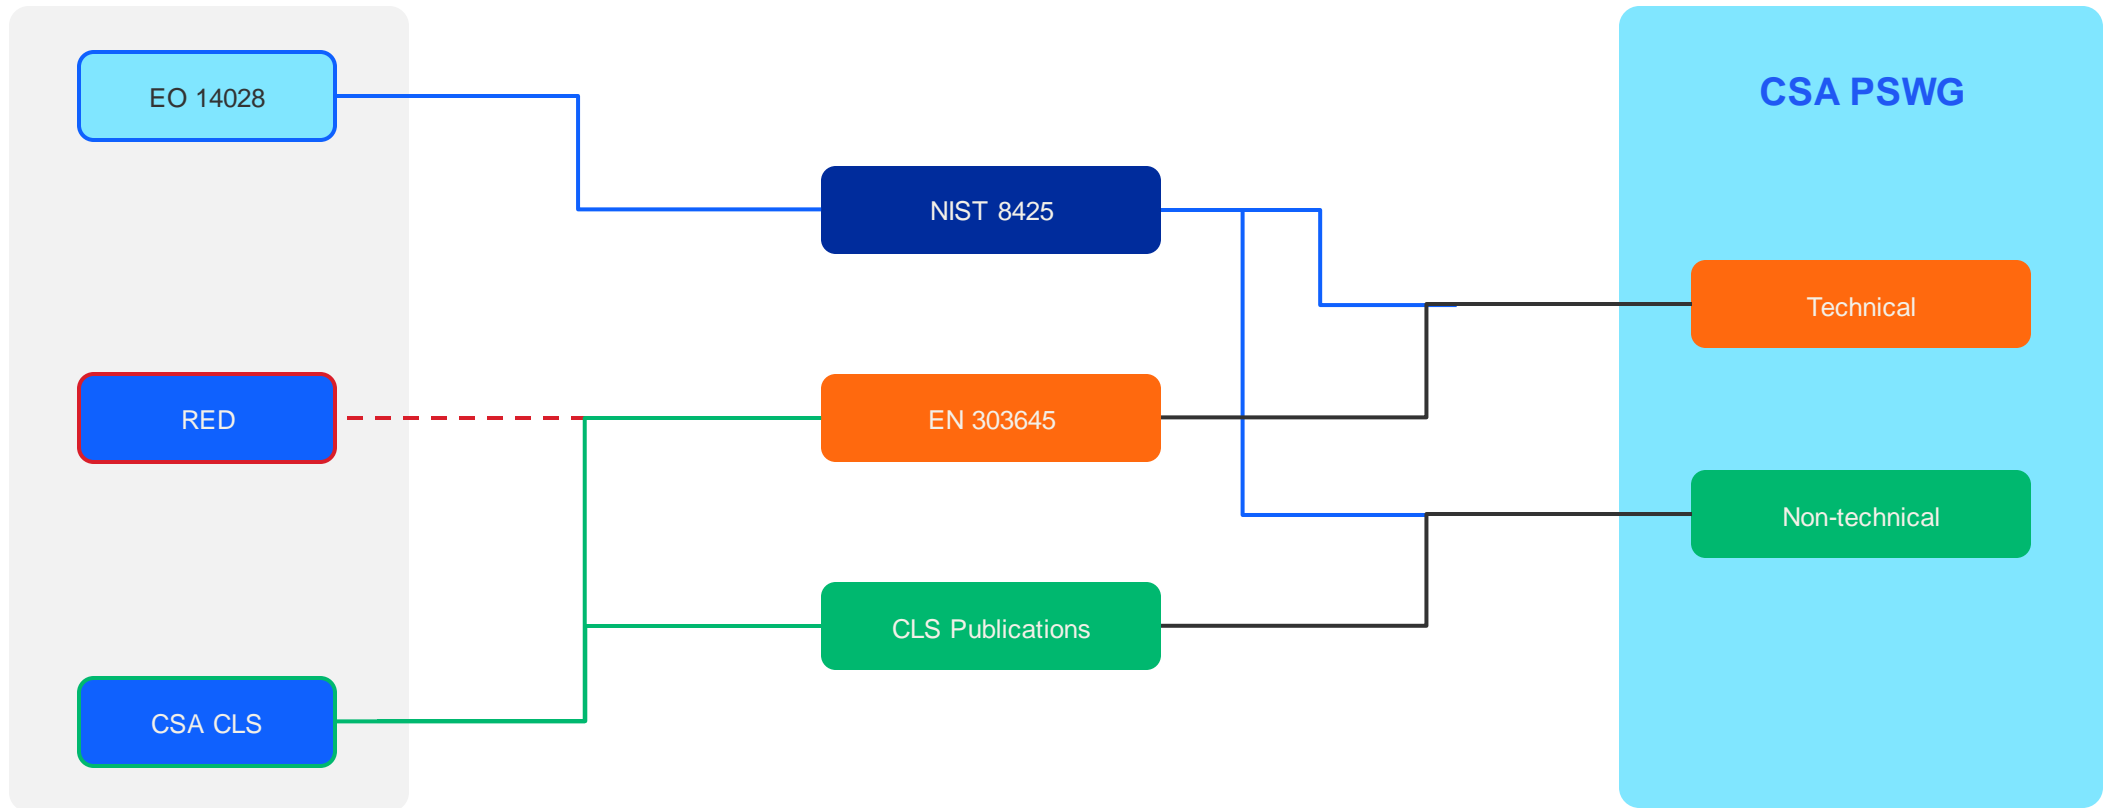 EO 14028
RED
CSA CLS
NIST 8425
EN 303645
CLS Publications
CSA PSWG
Technical
Non-technical